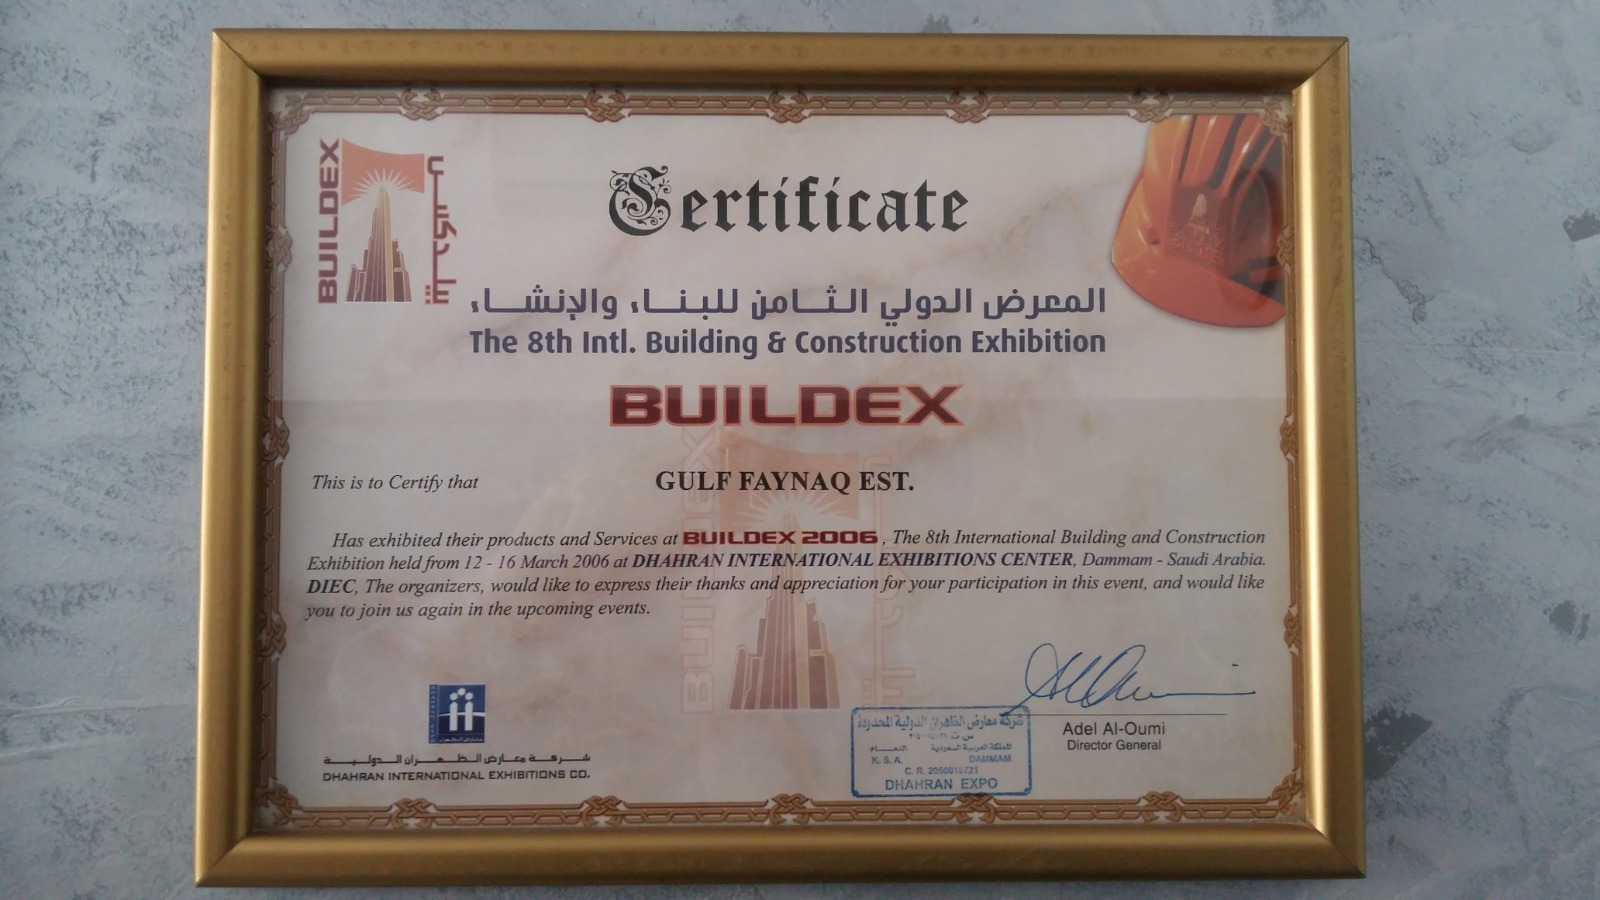 BUILDEX
Certificate
المعرض الدولي الثامن للبناء والإنشاء
The 8th Intl. Building & Construction Exhibition
BUILDEX
This is to Certify that
GULF FAYNAQ EST.
Has exhibited their products and Services at BUILDEX 2006 , The 8th International Building and Construction
Exhibition held from 12 - 16 March 2006 at DHAHRAN INTERNATIONAL EXHIBITIONS CENTER, Dammam - Saudi Arabia.
DIEC, The organizers, would like to express their thanks and appreciation for your participation in this event, and would like
you to join us again in the upcoming events.
شركة معارض الظهران الدولية
DHAHRAN INTERNATIONAL EXHIBITIONS CO.
شركة معارض الظهران الدولية المحدودة
المملكة العربية السعودية الدمام
K. S. A. DAMMAM
C. R.
DHAHRAN EXPO
Adel Al-Oumi
Director General